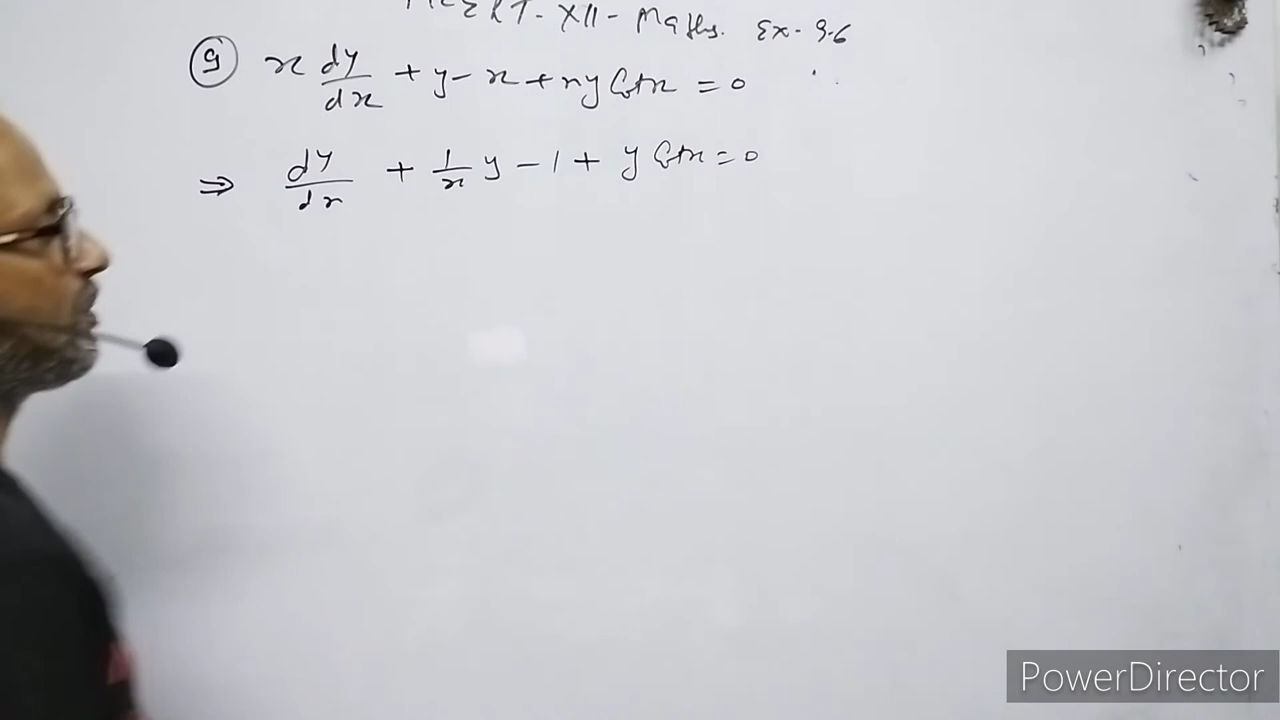 NCERT - XII - Maths. Ex - 9.6
⑨ x dy/dx + y - x + xy Cot x = 0
⇒ dy/dx + 1/x y - 1 + y Cot x = 0
PowerDirector